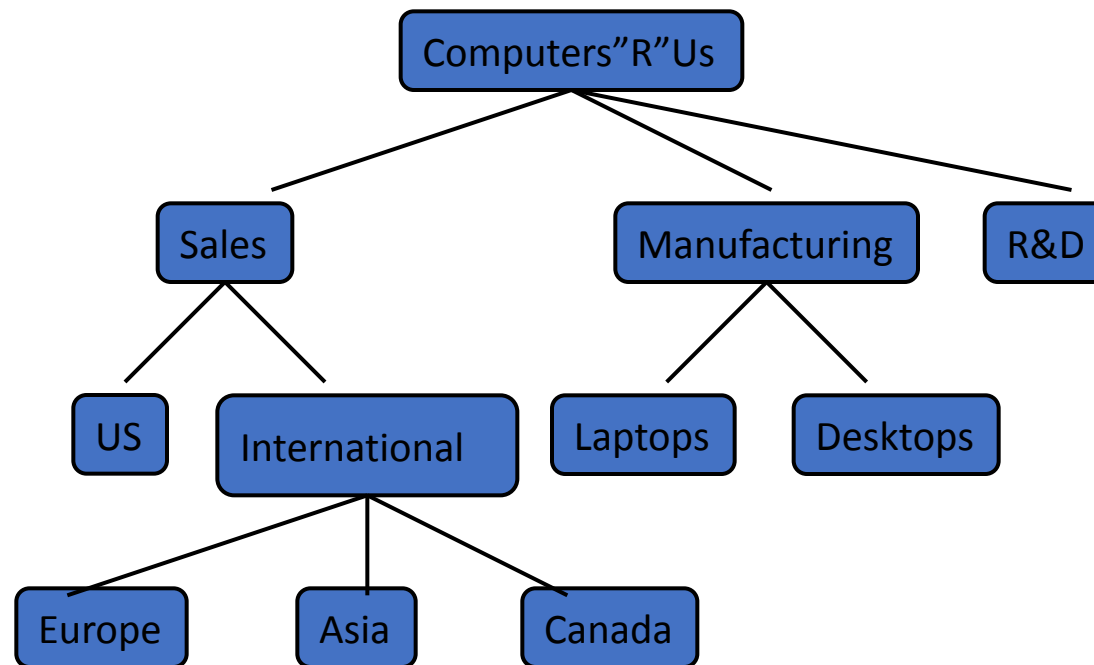 Computers”R”Us
Sales
Manufacturing
R&D
US
International
Laptops
Desktops
Europe
Asia
Canada